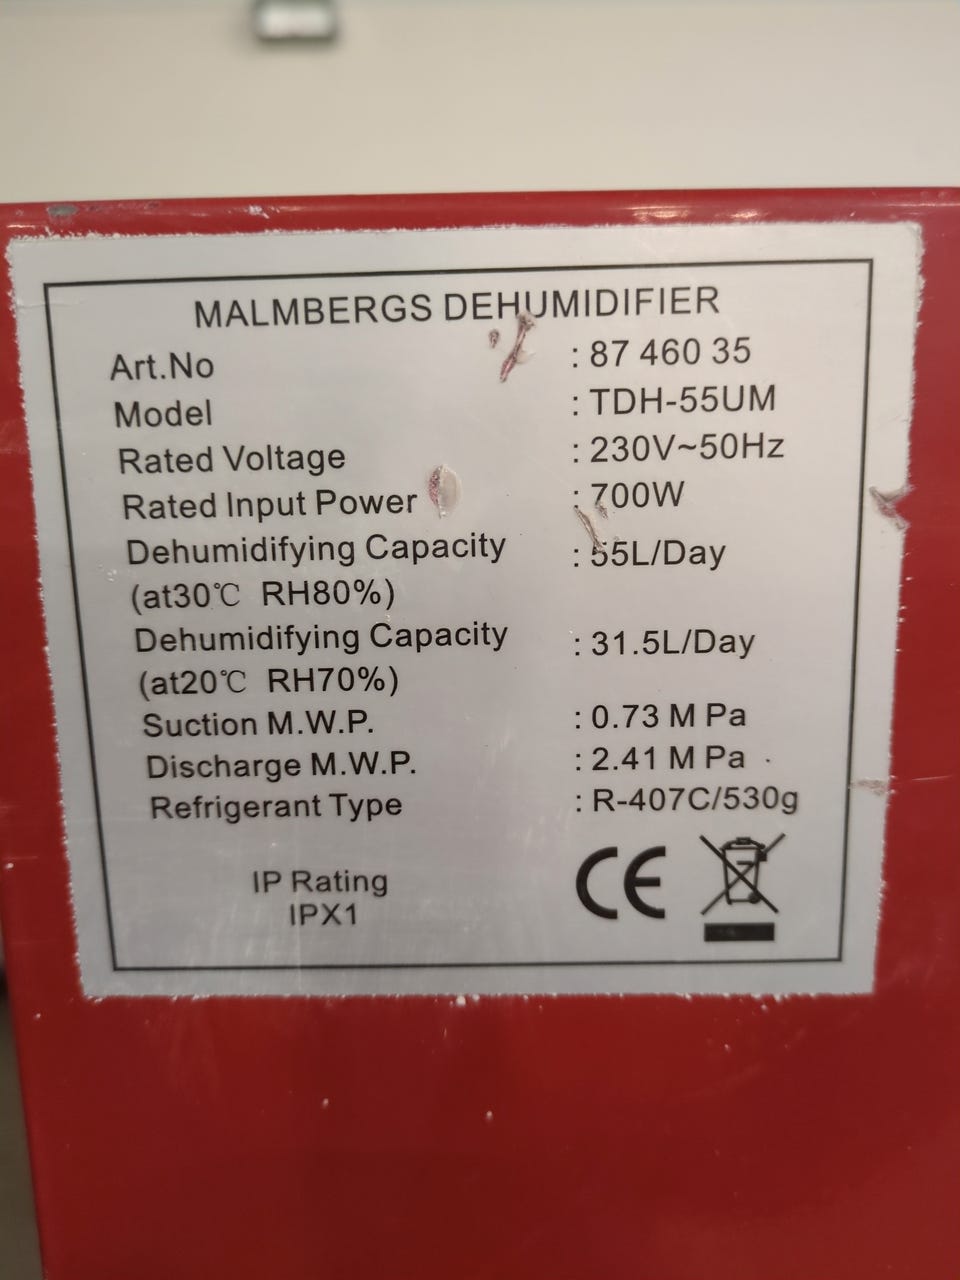 MALMBERGS DEHUMIDIFIER
Art.No : 87 460 35
Model : TDH-55UM
Rated Voltage : 230V~50Hz
Rated Input Power : 700W
Dehumidifying Capacity : 55L/Day
(at30℃ RH80%)
Dehumidifying Capacity : 31.5L/Day
(at20℃ RH70%)
Suction M.W.P. : 0.73 M Pa
Discharge M.W.P. : 2.41 M Pa
Refrigerant Type : R-407C/530g
IP Rating
IPX1
CE